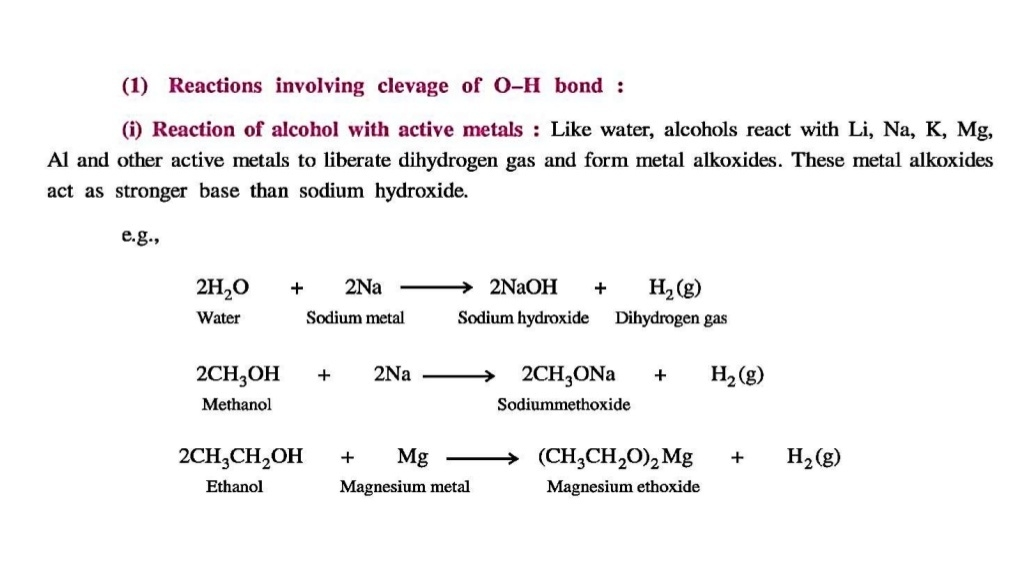 (1) Reactions involving clevage of O–H bond :
(i) Reaction of alcohol with active metals : Like water, alcohols react with Li, Na, K, Mg,
Al and other active metals to liberate dihydrogen gas and form metal alkoxides. These metal alkoxides
act as stronger base than sodium hydroxide.
e.g.,
2H₂O + 2Na ⟶ 2NaOH + H₂(g)
Water Sodium metal Sodium hydroxide Dihydrogen gas
2CH₃OH + 2Na ⟶ 2CH₃ONa + H₂(g)
Methanol Sodiummethoxide
2CH₃CH₂OH + Mg ⟶ (CH₃CH₂O)₂Mg + H₂(g)
Ethanol Magnesium metal Magnesium ethoxide